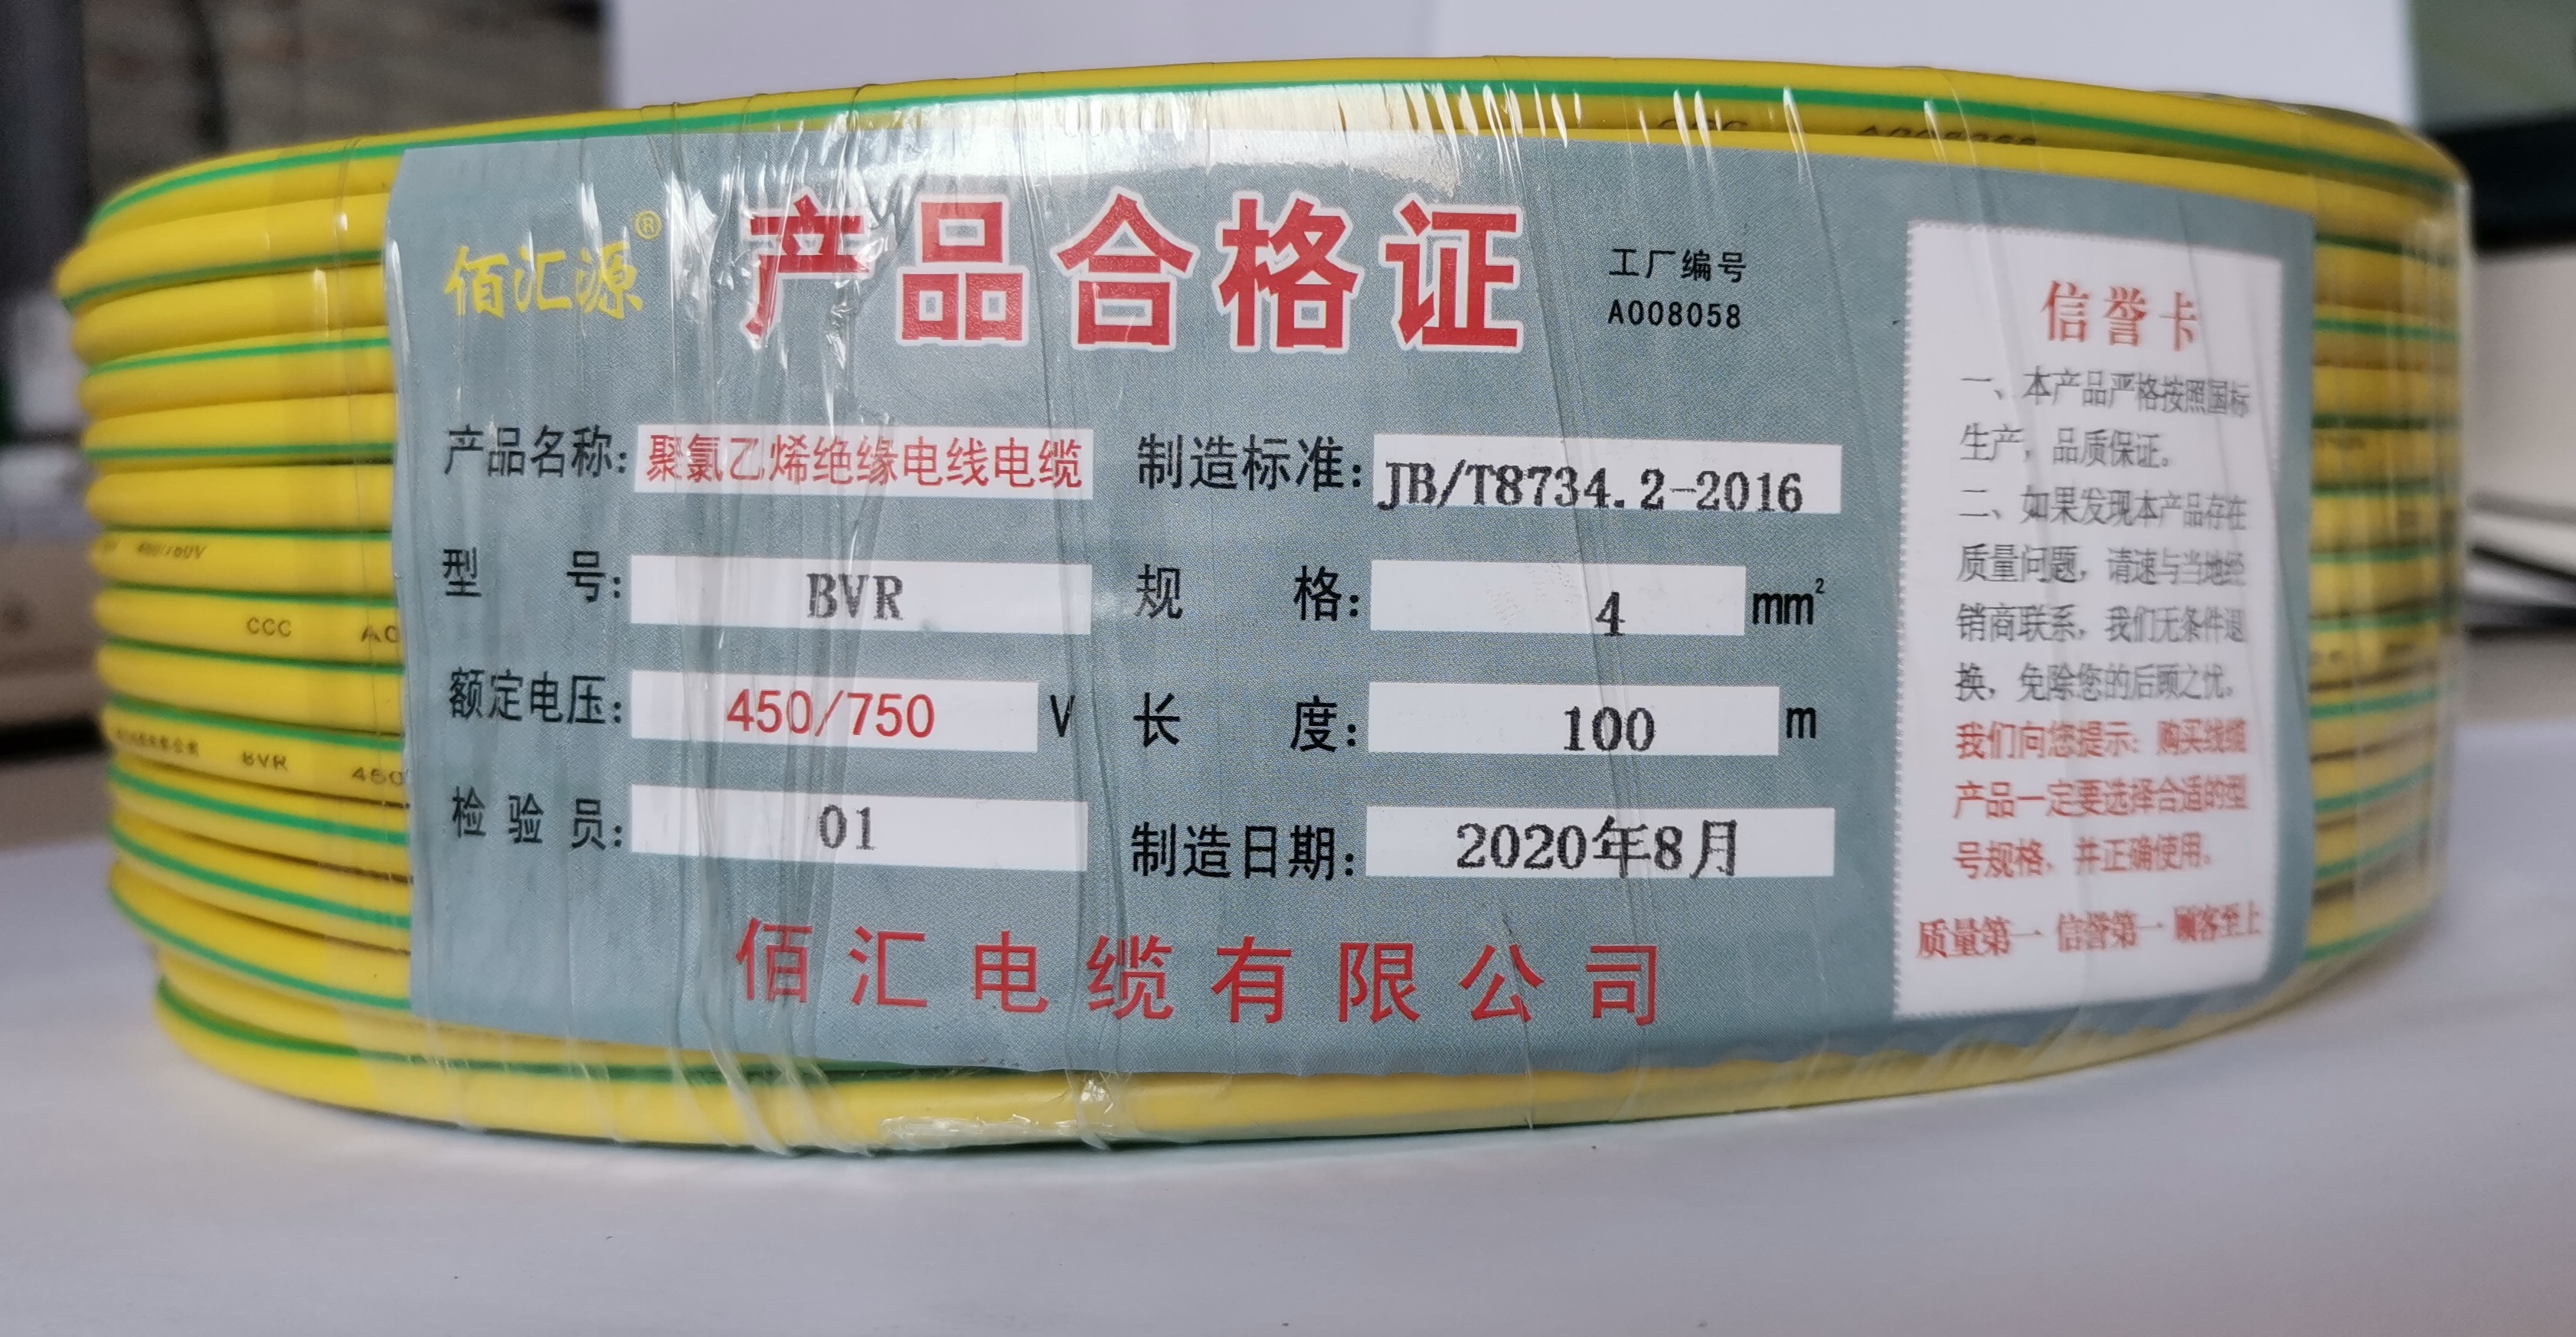 CCC A008058
佰汇源®
产品合格证
工厂编号
A008058
产品名称: 聚氯乙烯绝缘电线电缆
制造标准: JB/T8734.2-2016
型 号: BVR
规 格: 4 mm²
额定电压: 450/750 V
长 度: 100 m
检验员: 01
制造日期: 2020年8月
佰汇电缆有限公司
信誉卡
一、本产品严格按照国标
生产，品质保证。
二、如果发现本产品存在
质量问题，请速与当地经
销商联系，我们无条件退
换，免除您的后顾之忧。
我们向您提示：购买线缆
产品一定要选择合适的型
号规格，并正确使用。
质量第一 信誉第一 顾客至上
450/750V
CCC A0
BVR 450